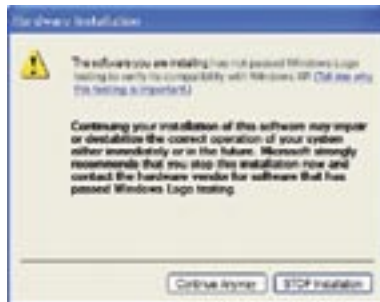 Hardware Installation
The software you are installing has not passed Windows Logo
testing to verify its compatibility with Windows XP. (Tell me why
this testing is important.)
Continuing your installation of this software may impair
or destabilize the correct operation of your system
either immediately or in the future. Microsoft strongly
recommends that you stop this installation now and
contact the hardware vendor for software that has
passed Windows Logo testing.
Continue Anyway
STOP Installation